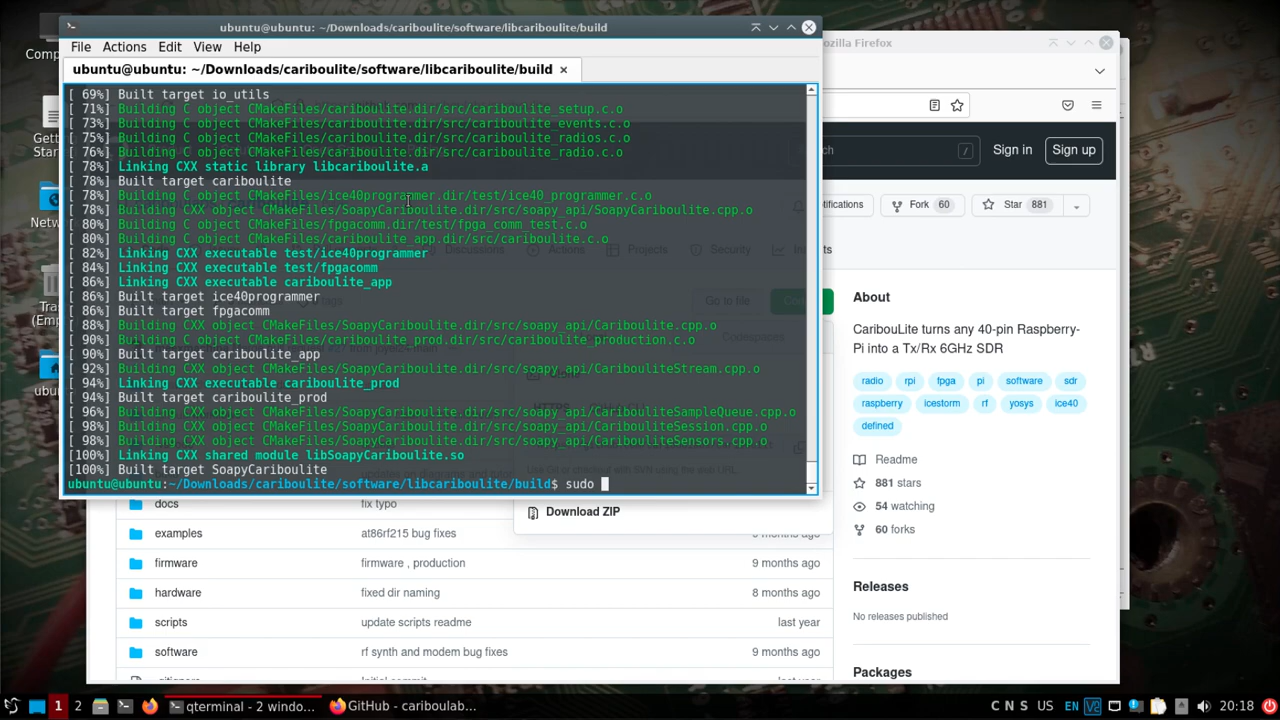 ubuntu@ubuntu: ~/Downloads/cariboulite/software/libcariboulite/build
File Actions Edit View Help
ubuntu@ubuntu: ~/Downloads/cariboulite/software/libcariboulite/build
[ 69%] Built target io_utils
[ 71%] Building C object CMakeFiles/cariboulite.dir/src/cariboulite_setup.c.o
[ 73%] Building C object CMakeFiles/cariboulite.dir/src/cariboulite_events.c.o
[ 75%] Building C object CMakeFiles/cariboulite.dir/src/cariboulite_radios.c.o
[ 76%] Building C object CMakeFiles/cariboulite.dir/src/cariboulite_radio.c.o
[ 78%] Linking CXX static library libcariboulite.a
[ 78%] Built target cariboulite
[ 78%] Building C object CMakeFiles/ice40programmer.dir/test/ice40_programmer.c.o
[ 78%] Building CXX object CMakeFiles/SoapyCariboulite.dir/src/soapy_api/SoapyCariboulite.cpp.o
[ 80%] Building C object CMakeFiles/fpgacomm.dir/test/fpga_comm_test.c.o
[ 80%] Building C object CMakeFiles/cariboulite_app.dir/src/cariboulite.c.o
[ 82%] Linking CXX executable test/ice40programmer
[ 84%] Linking CXX executable test/fpgacomm
[ 86%] Linking CXX executable cariboulite_app
[ 86%] Built target ice40programmer
[ 86%] Built target fpgacomm
[ 88%] Building CXX object CMakeFiles/SoapyCariboulite.dir/src/soapy_api/Cariboulite.cpp.o
[ 90%] Building C object CMakeFiles/cariboulite_prod.dir/src/cariboulite_production.c.o
[ 90%] Built target cariboulite_app
[ 92%] Building CXX object CMakeFiles/SoapyCariboulite.dir/src/soapy_api/CaribouliteStream.cpp.o
[ 94%] Linking CXX executable cariboulite_prod
[ 94%] Built target cariboulite_prod
[ 96%] Building CXX object CMakeFiles/SoapyCariboulite.dir/src/soapy_api/CaribouliteSampleQueue.cpp.o
[ 98%] Building CXX object CMakeFiles/SoapyCariboulite.dir/src/soapy_api/CaribouliteSession.cpp.o
[ 98%] Building CXX object CMakeFiles/SoapyCariboulite.dir/src/soapy_api/CaribouliteSensors.cpp.o
[100%] Linking CXX shared module libSoapyCariboulite.so
[100%] Built target SoapyCariboulite
ubuntu@ubuntu:~/Downloads/cariboulite/software/libcariboulite/build$ sudo
Firefox
/ Sign in Sign up
Fork 60 Star 881
Discussions Actions Projects Security
Go to file
Codespaces
Download ZIP
docs fix typo
examples at86rf215 bug fixes 9 months ago
firmware firmware , production 9 months ago
hardware fixed dir naming 8 months ago
scripts update scripts readme last year
software rf synth and modem bug fixes 9 months ago
About
CaribouLite turns any 40-pin Raspberry-
Pi into a Tx/Rx 6GHz SDR
radio rpi fpga pi software sdr
raspberry icestorm rf yosys ice40
defined
Readme
881 stars
54 watching
60 forks
Releases
No releases published
Packages
1 2 qterminal - 2 windo... GitHub - cariboulab... C N S US EN 20:18